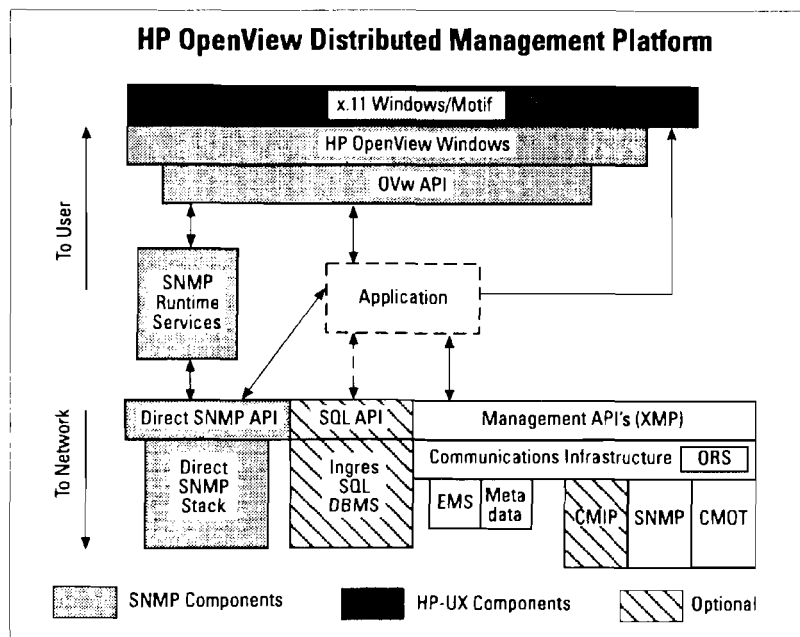 HP OpenView Distributed Management Platform
x.11 Windows/Motif
HP OpenView Windows
OVw API
To User
SNMP
Runtime
Services
Application
To Network
Direct SNMP API
SQL API
Management API's (XMP)
Direct
SNMP
Stack
Ingres
SQL
DBMS
Communications Infrastructure
ORS
EMS
Meta
data
CMIP
SNMP
CMOT
SNMP Components
HP-UX Components
Optional